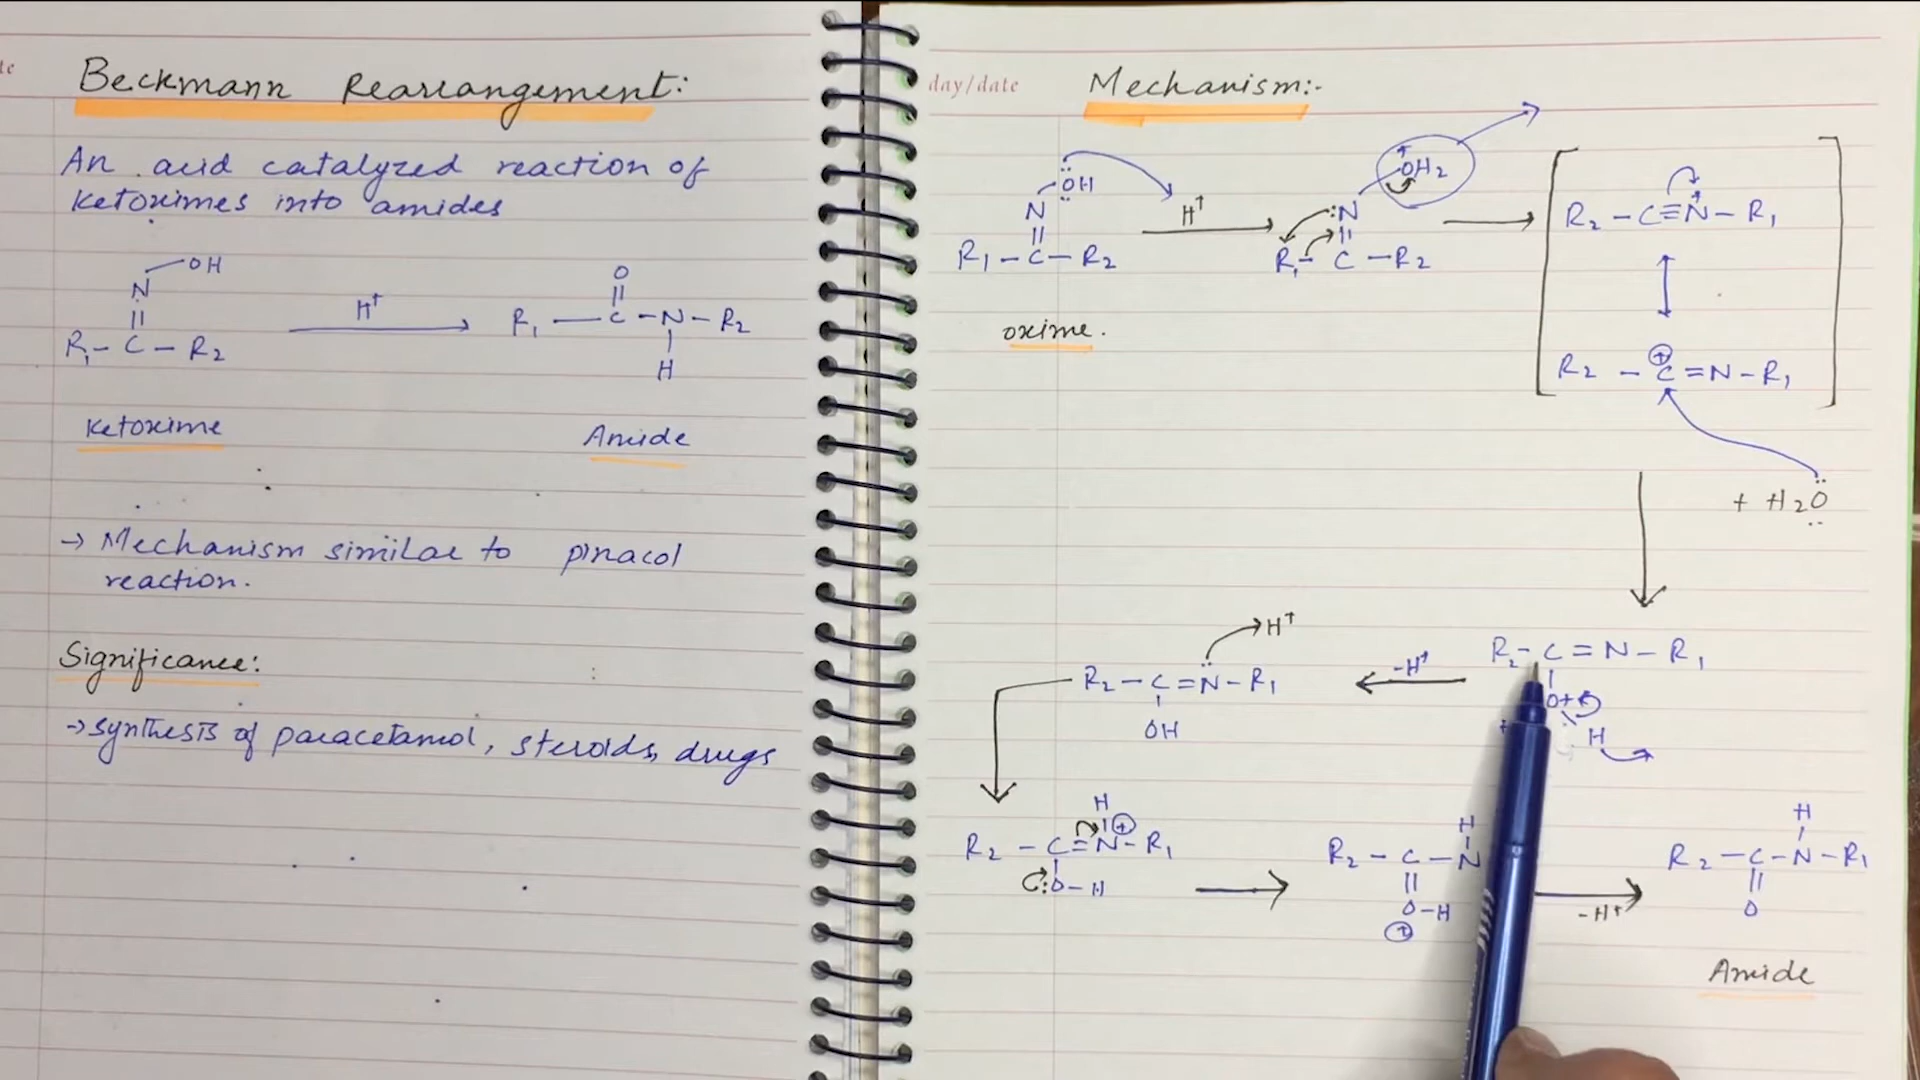 te
Beckmann Rearrangement:
An acid catalyzed reaction of
ketoximes into amides
OH
N
||
R1 - C - R2
H+
O
||
R1 — C - N - R2
|
H
ketoxime
Amide
→ Mechanism similar to pinacol
reaction.
Significance:
→ synthesis of paracetamol, steroids, drugs
day/date
Mechanism:-
ÖH
N
||
R1 - C - R2
oxime.
H+
+OH2
:N
||
R1 - C - R2
R2 - C≡N+ - R1
R2 - C⊕ = N - R1
+ H2O
R2 - C = N - R1
|
O+
H
-H+
H+
R2 - C = N - R1
|
OH
H
| ⊕
R2 - C = N - R1
|
:O - H
H
|
R2 - C - N
||
O - H
⊕
-H+
H
|
R2 - C - N - R1
||
O
Amide